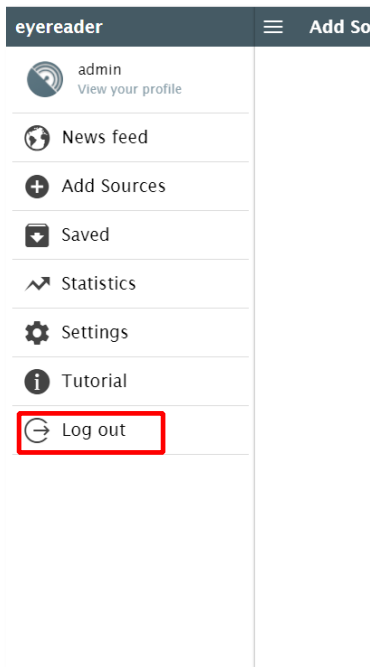 eyereader
Add So
admin
View your profile
News feed
Add Sources
Saved
Statistics
Settings
Tutorial
Log out